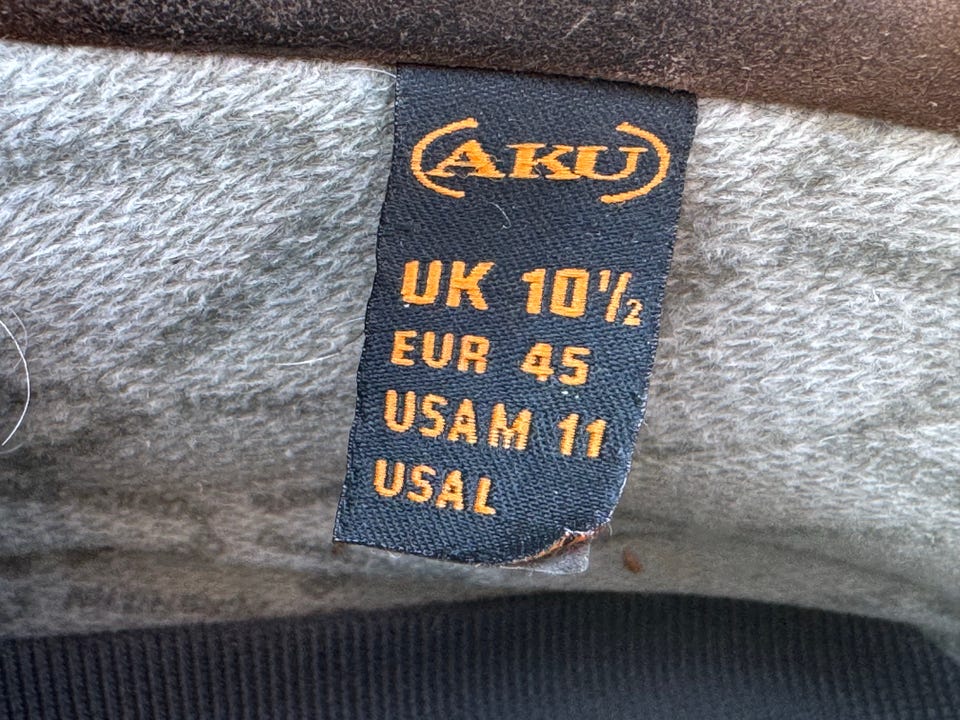 (AKU)
UK 10½
EUR 45
USAM 11
USAL